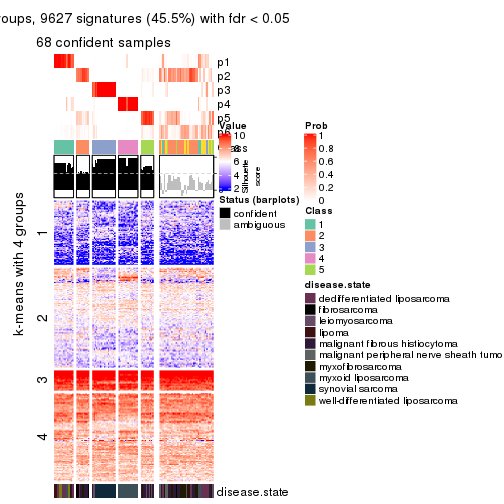 oups, 9627 signatures (45.5%) with fdr < 0.05
68 confident samples
p1
p2
p3
p4
p5
Value
10
8
6
4
2
Silhouette
score
Status (barplots)
confident
ambiguous
Prob
1
0.8
0.6
0.4
0.2
0
Class
1
2
3
4
5
disease.state
dedifferentiated liposarcoma
fibrosarcoma
leiomyosarcoma
lipoma
malignant fibrous histiocytoma
malignant peripheral nerve sheath tumo
myxofibrosarcoma
myxoid liposarcoma
synovial sarcoma
well-differentiated liposarcoma
k-means with 4 groups
1
2
3
4
disease.state